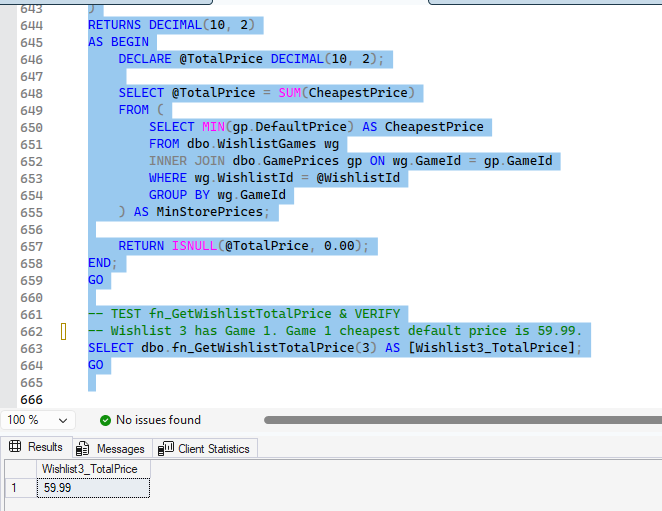 643 )
644 RETURNS DECIMAL(10, 2)
645 AS BEGIN
646 DECLARE @TotalPrice DECIMAL(10, 2);
647
648 SELECT @TotalPrice = SUM(CheapestPrice)
649 FROM (
650 SELECT MIN(gp.DefaultPrice) AS CheapestPrice
651 FROM dbo.WishlistGames wg
652 INNER JOIN dbo.GamePrices gp ON wg.GameId = gp.GameId
653 WHERE wg.WishlistId = @WishlistId
654 GROUP BY wg.GameId
655 ) AS MinStorePrices;
656
657 RETURN ISNULL(@TotalPrice, 0.00);
658 END;
659 GO
660
661 -- TEST fn_GetWishlistTotalPrice & VERIFY
662 -- Wishlist 3 has Game 1. Game 1 cheapest default price is 59.99.
663 SELECT dbo.fn_GetWishlistTotalPrice(3) AS [Wishlist3_TotalPrice];
664 GO
665
666
100 % No issues found
Results Messages Client Statistics
Wishlist3_TotalPrice
1 59.99